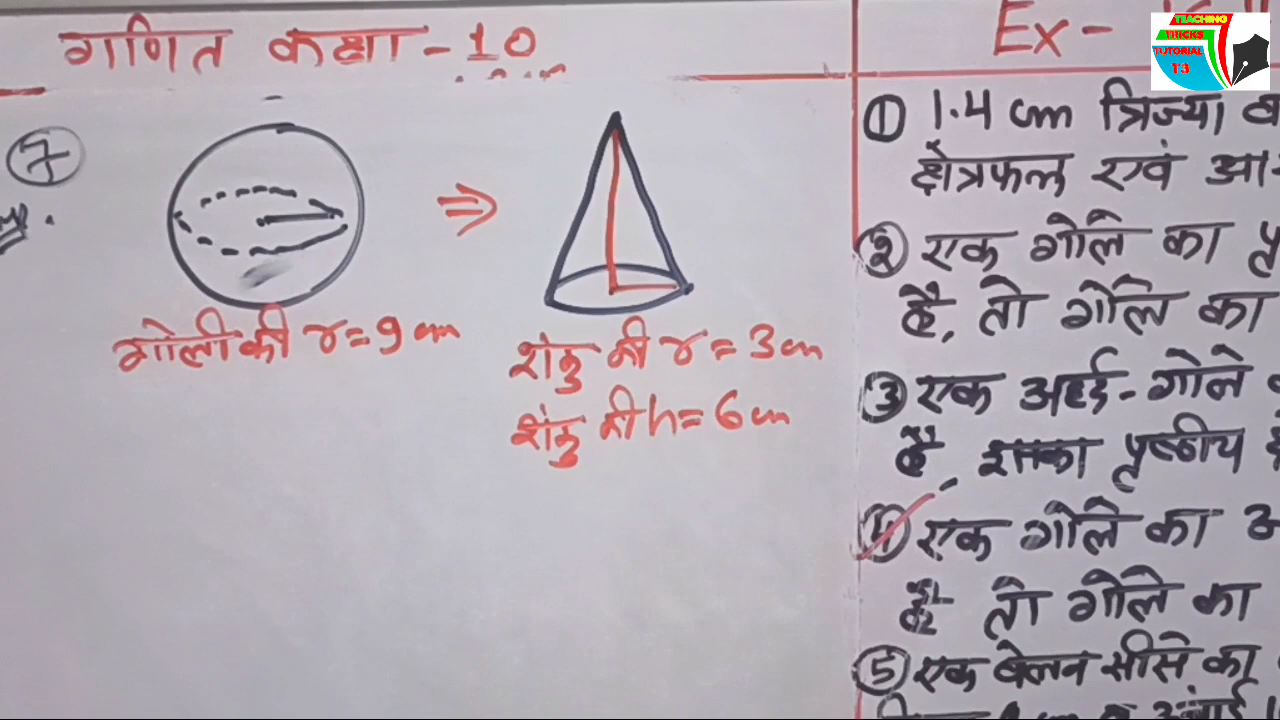 गणित कक्षा - 10
Ex-
TEACHING
TRICKS
TUTORIAL
T3
7
गोली की r = 9 cm
शंकु की r = 3 cm
शंकु की h = 6 cm
① 1.4 cm त्रिज्या
क्षेत्रफल एवं
② एक गोले का
है, तो गोले का
③ एक अर्ध्द-गोले
है, इसका पृष्ठीय
④ एक गोले का
है तो गोले का
⑤ एक बेलन सीसे का